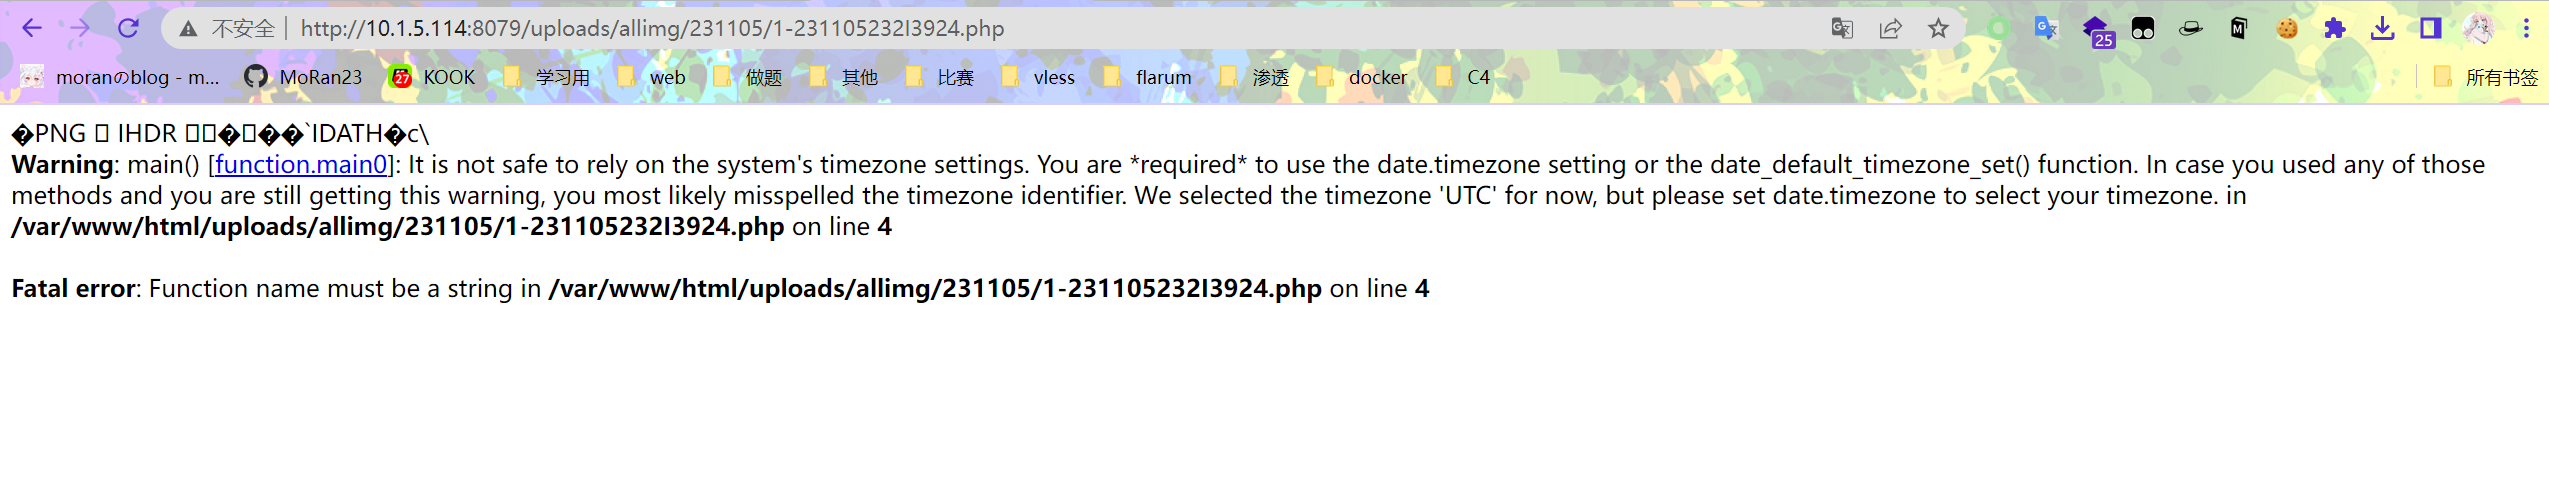 不安全 | http://10.1.5.114:8079/uploads/allimg/231105/1-231105232I3924.php
25
moranのblog - m... MoRan23 27 KOOK 学习用 web 做题 其他 比赛 vless flarum 渗透 docker C4 所有书签
�PNG IHDR ���`IDATH�c\
Warning: main() [function.main0]: It is not safe to rely on the system's timezone settings. You are *required* to use the date.timezone setting or the date_default_timezone_set() function. In case you used any of those
methods and you are still getting this warning, you most likely misspelled the timezone identifier. We selected the timezone 'UTC' for now, but please set date.timezone to select your timezone. in
/var/www/html/uploads/allimg/231105/1-231105232I3924.php on line 4
Fatal error: Function name must be a string in /var/www/html/uploads/allimg/231105/1-231105232I3924.php on line 4